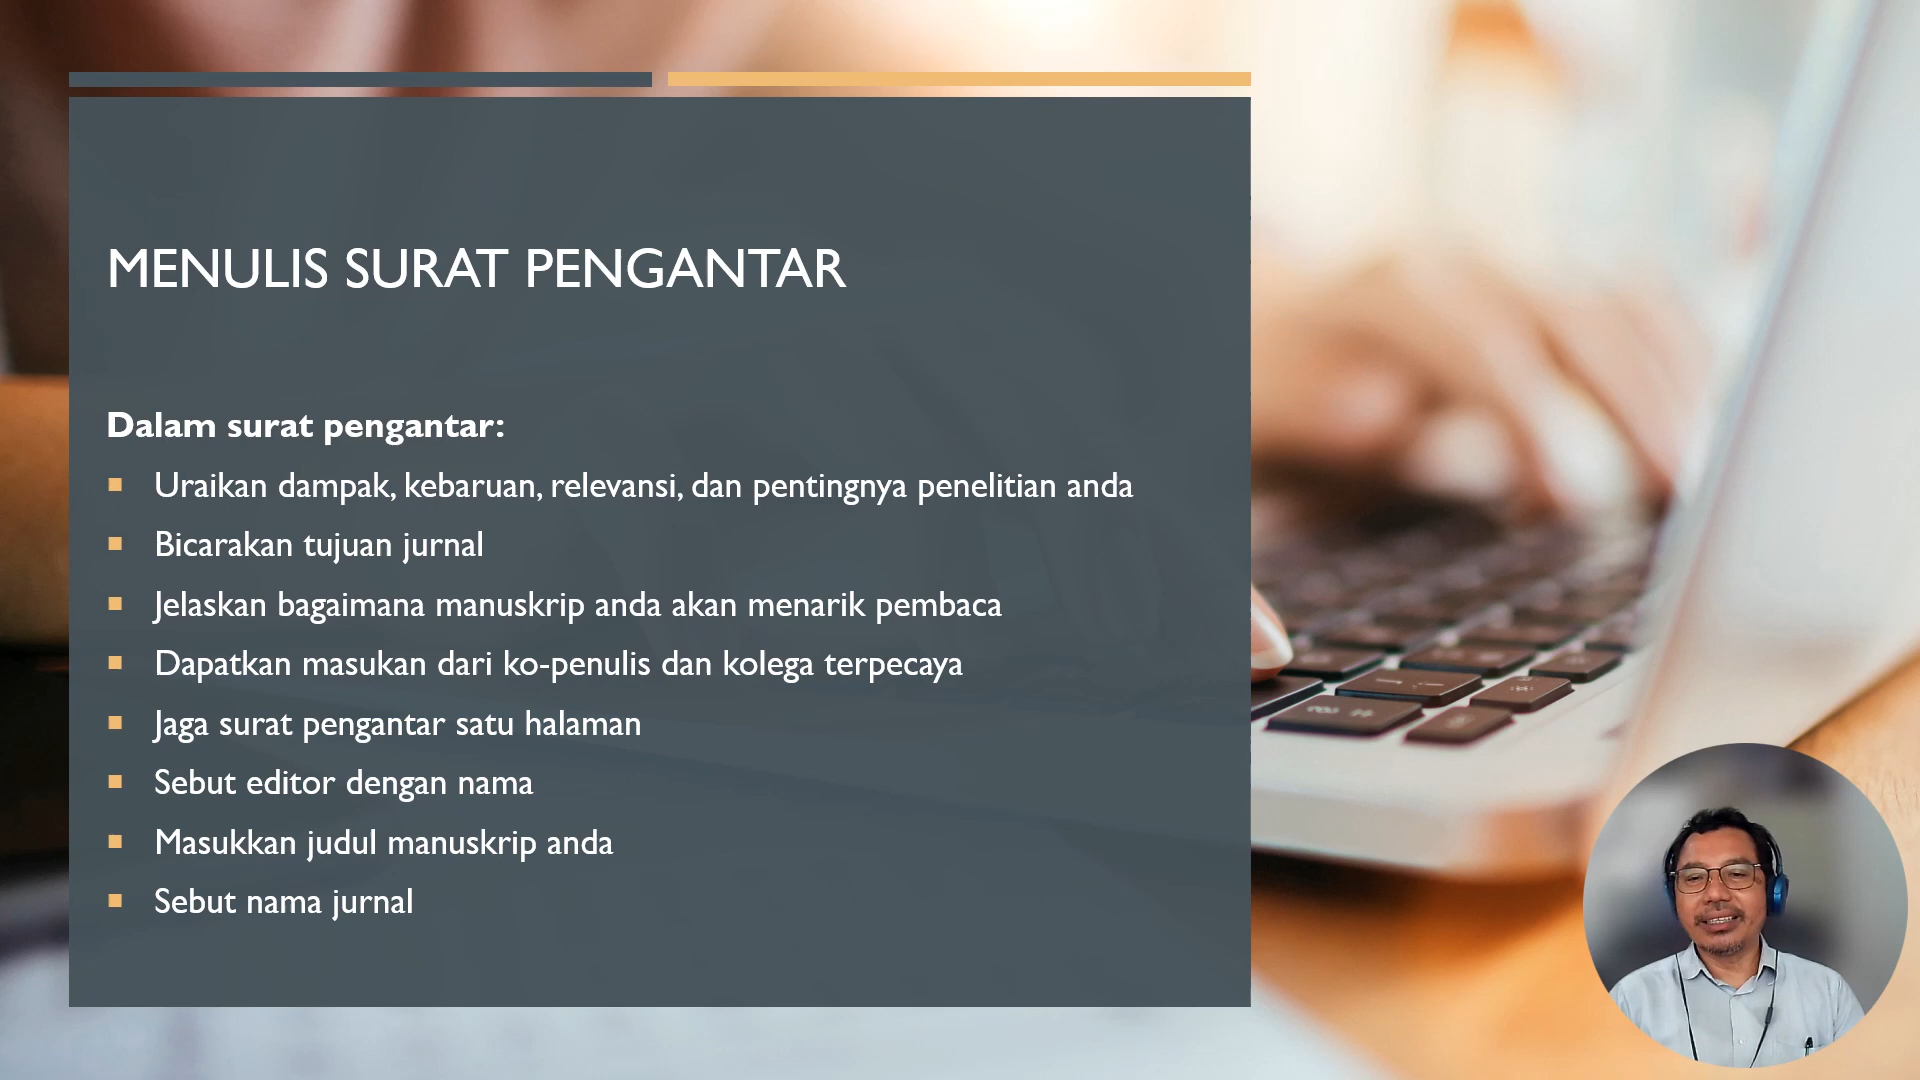 MENULIS SURAT PENGANTAR
Dalam surat pengantar:
Uraikan dampak, kebaruan, relevansi, dan pentingnya penelitian anda
Bicarakan tujuan jurnal
Jelaskan bagaimana manuskrip anda akan menarik pembaca
Dapatkan masukan dari ko-penulis dan kolega terpecaya
Jaga surat pengantar satu halaman
Sebut editor dengan nama
Masukkan judul manuskrip anda
Sebut nama jurnal